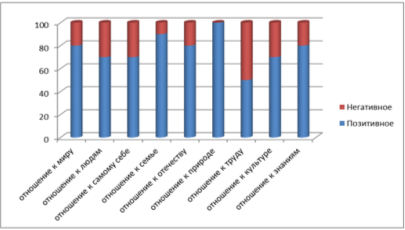 100
80
60
40
20
0
отношение к миру
отношение к людям
отношение к самому себе
отношение к семье
отношение к отечеству
отношение к природе
отношение к труду
отношение к культуре
отношение к знаниям
Негативное
Позитивное